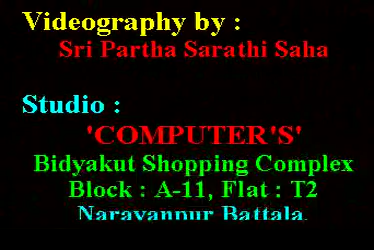 Videography by :
Sri Partha Sarathi Saha
Studio :
'COMPUTER'S'
Bidyakut Shopping Complex
Block : A-11, Flat : T2
Narayanpur Battala,